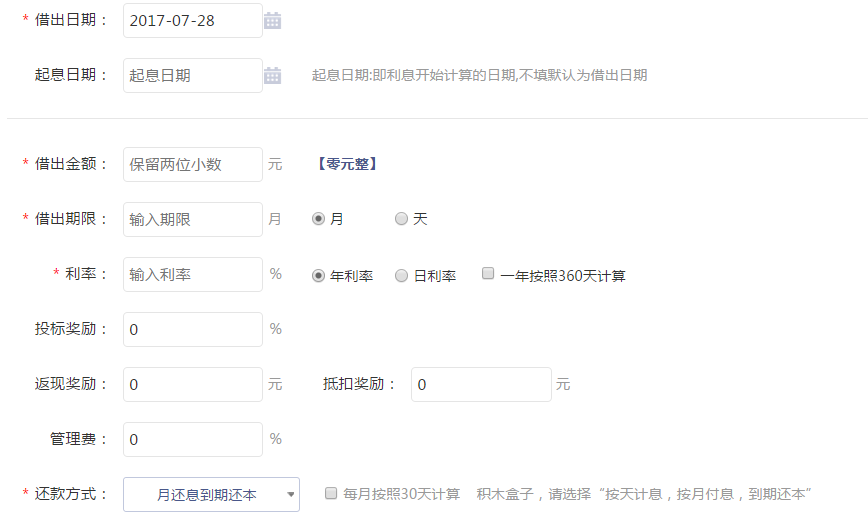 * 借出日期： 2017-07-28
起息日期： 起息日期 起息日期:即利息开始计算的日期,不填默认为借出日期
* 借出金额： 保留两位小数 元 【零元整】
* 借出期限： 输入期限 月 月 天
* 利率： 输入利率 % 年利率 日利率 一年按照360天计算
投标奖励： 0 %
返现奖励： 0 元 抵扣奖励： 0 元
管理费： 0 %
* 还款方式： 月还息到期还本 每月按照30天计算 积木盒子，请选择“按天计息，按月付息，到期还本”